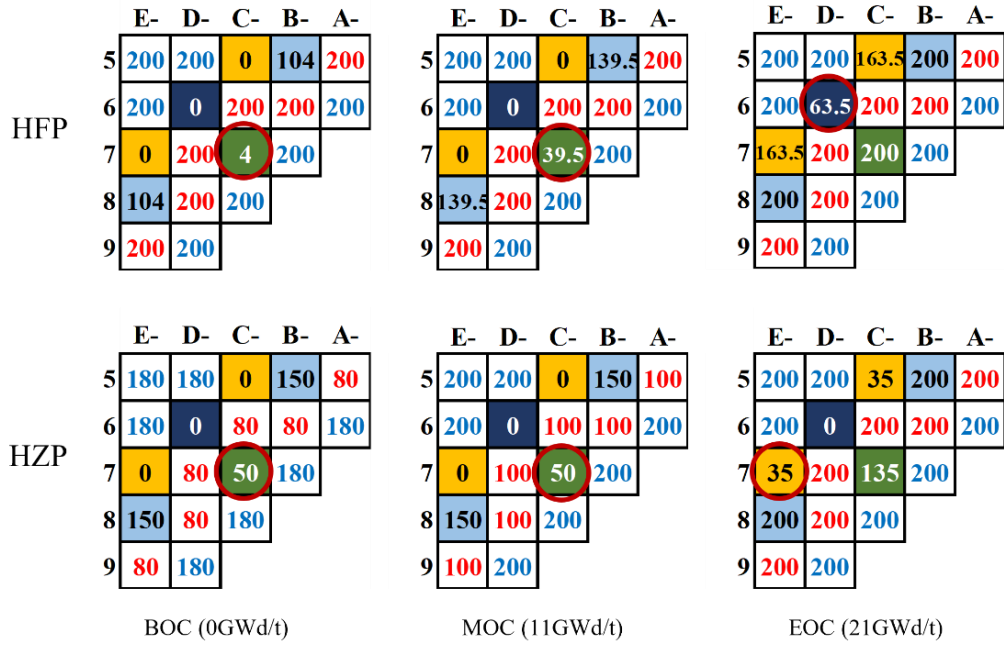 E- D- C- B- A- E- D- C- B- A- E- D- C- B- A-
5 200 200 0 104 200 5 200 200 0 139.5 200 5 200 200 163.5 200 200
HFP 6 200 0 200 200 200 6 200 0 200 200 200 6 200 63.5 200 200 200
7 0 200 4 200 7 0 200 39.5 200 7 163.5 200 200 200
8 104 200 200 8 139.5 200 200 8 200 200 200
9 200 200 9 200 200 9 200 200
E- D- C- B- A- E- D- C- B- A- E- D- C- B- A-
5 180 180 0 150 80 5 200 200 0 150 100 5 200 200 35 200 200
6 180 0 80 80 180 6 200 0 100 100 200 6 200 0 200 200 200
HZP 7 0 80 50 180 7 0 100 50 200 7 35 200 135 200
8 150 80 180 8 150 100 200 8 200 200 200
9 80 180 9 100 200 9 200 200
BOC (0GWd/t) MOC (11GWd/t) EOC (21GWd/t)